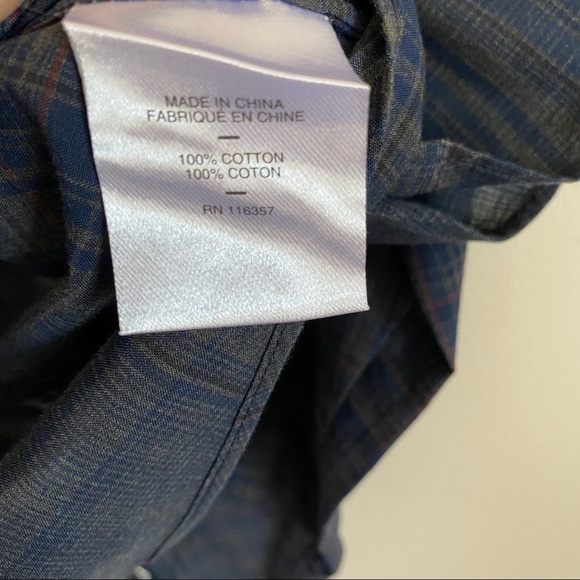 MADE IN CHINA
FABRIQUÉ EN CHINE
100% COTTON
100% COTON
RN 116357